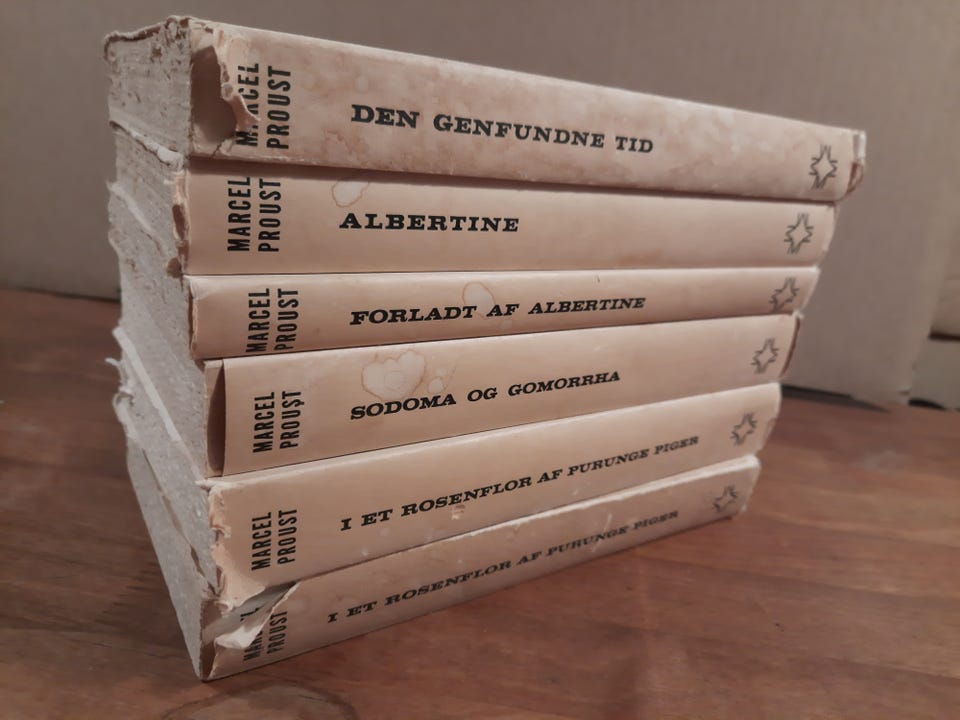 MARCEL
PROUST
DEN GENFUNDNE TID
MARCEL
PROUST
ALBERTINE
MARCEL
PROUST
FORLADT AF ALBERTINE
MARCEL
PROUST
SODOMA OG GOMORRHA
MARCEL
PROUST
I ET ROSENFLOR AF PURUNGE PIGER
PROUST
I ET ROSENFLOR AF PURUNGE PIGER